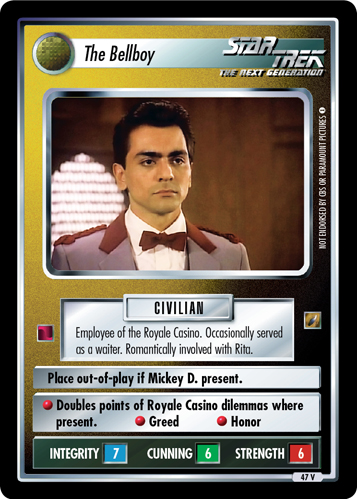 The Bellboy
STAR TREK
THE NEXT GENERATION
NOT ENDORSED BY CBS OR PARAMOUNT PICTURES
CIVILIAN
Employee of the Royale Casino. Occasionally served
as a waiter. Romantically involved with Rita.
Place out-of-play if Mickey D. present.
Doubles points of Royale Casino dilemmas where
present. Greed Honor
INTEGRITY 7 CUNNING 6 STRENGTH 6
47 V